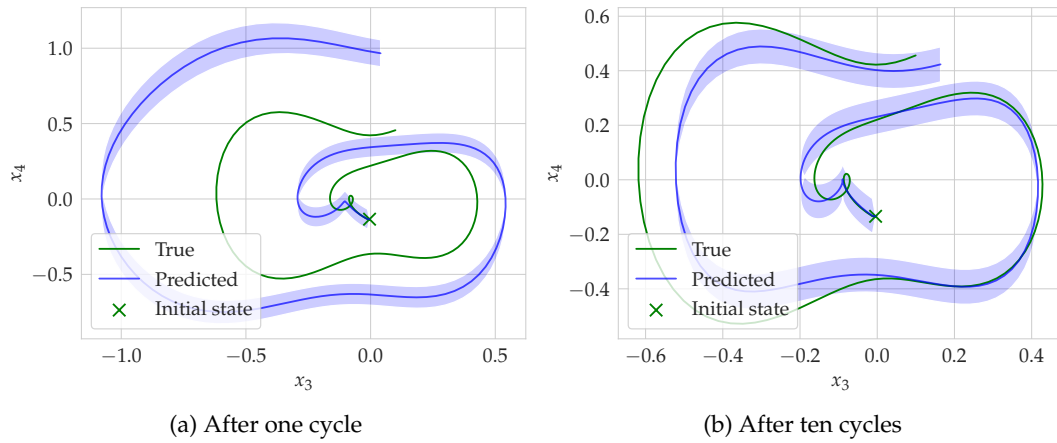 1.0
0.5
0.0
−0.5
x₄
True
Predicted
Initial state
−1.0 −0.5 0.0 0.5
x₃
(a) After one cycle
0.6
0.4
0.2
0.0
−0.2
−0.4
x₄
True
Predicted
Initial state
−0.6 −0.4 −0.2 0.0 0.2 0.4
x₃
(b) After ten cycles